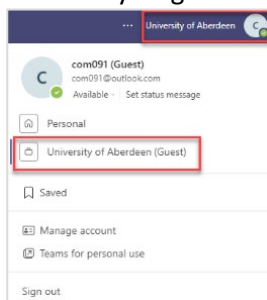 ... University of Aberdeen C
C
com091 (Guest)
com091@outlook.com
Available Set status message
Personal
University of Aberdeen (Guest)
Saved
Manage account
Teams for personal use
Sign out